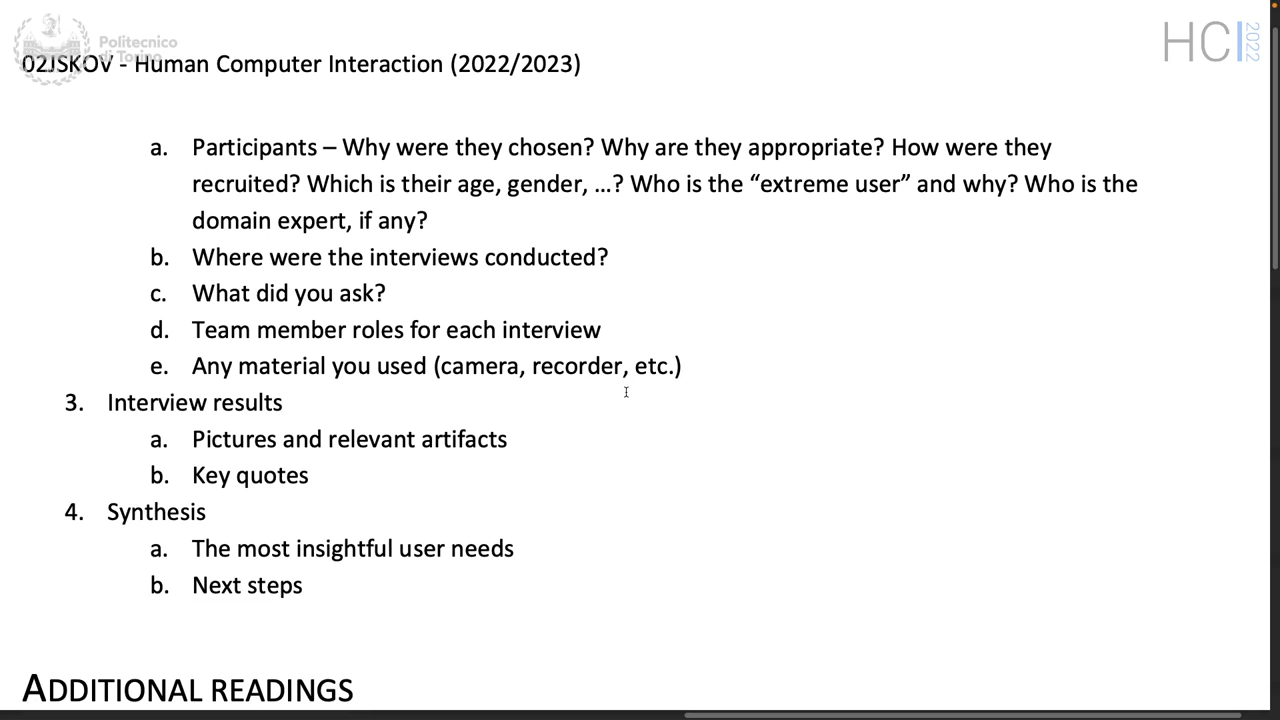 Politecnico
di Torino
HCI 2022
02JSKOV - Human Computer Interaction (2022/2023)
a. Participants – Why were they chosen? Why are they appropriate? How were they
recruited? Which is their age, gender, …? Who is the “extreme user” and why? Who is the
domain expert, if any?
b. Where were the interviews conducted?
c. What did you ask?
d. Team member roles for each interview
e. Any material you used (camera, recorder, etc.)
3. Interview results
a. Pictures and relevant artifacts
b. Key quotes
4. Synthesis
a. The most insightful user needs
b. Next steps
ADDITIONAL READINGS